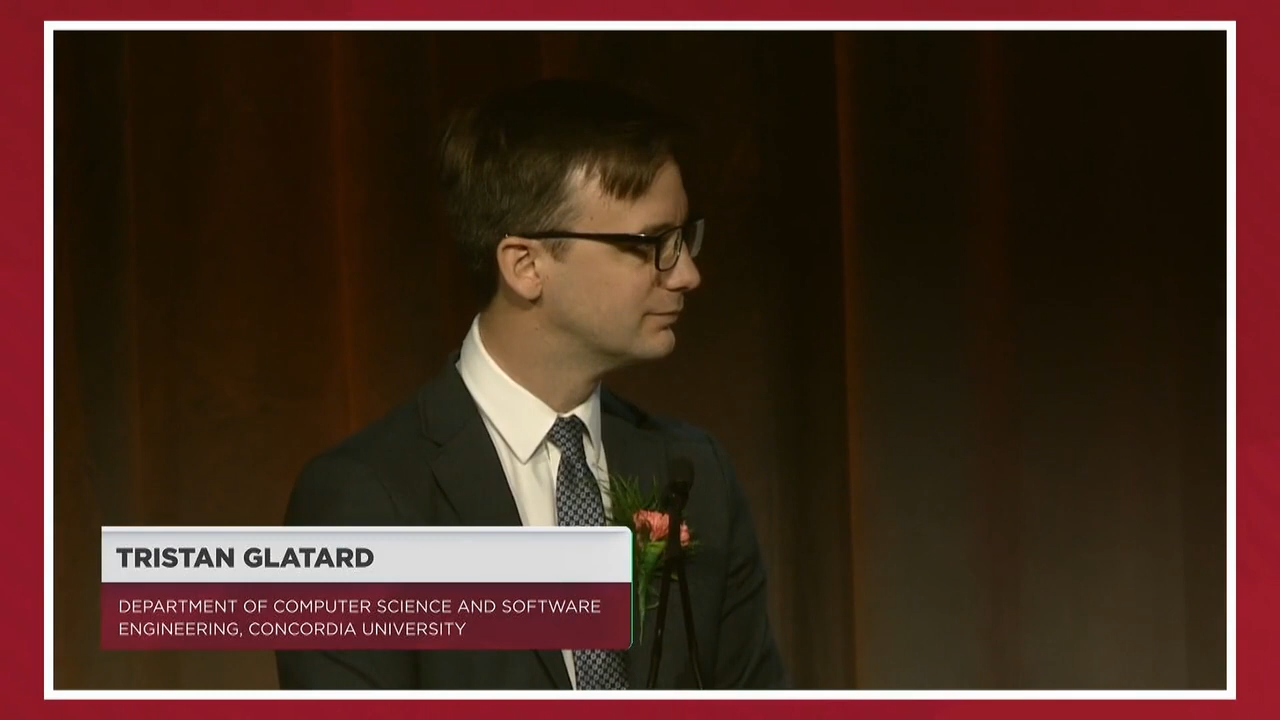 TRISTAN GLATARD
DEPARTMENT OF COMPUTER SCIENCE AND SOFTWARE
ENGINEERING, CONCORDIA UNIVERSITY